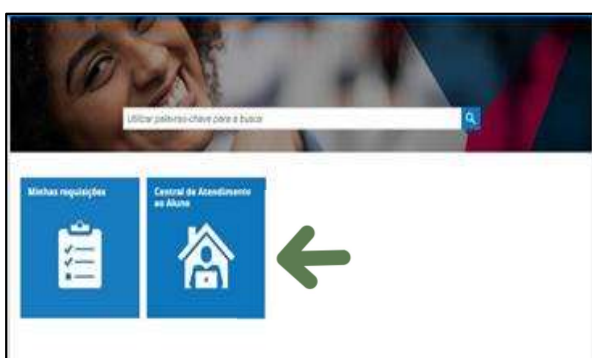 Utilizar palavras-chave para a busca
Minhas requisições
Central de Atendimento
ao Aluno